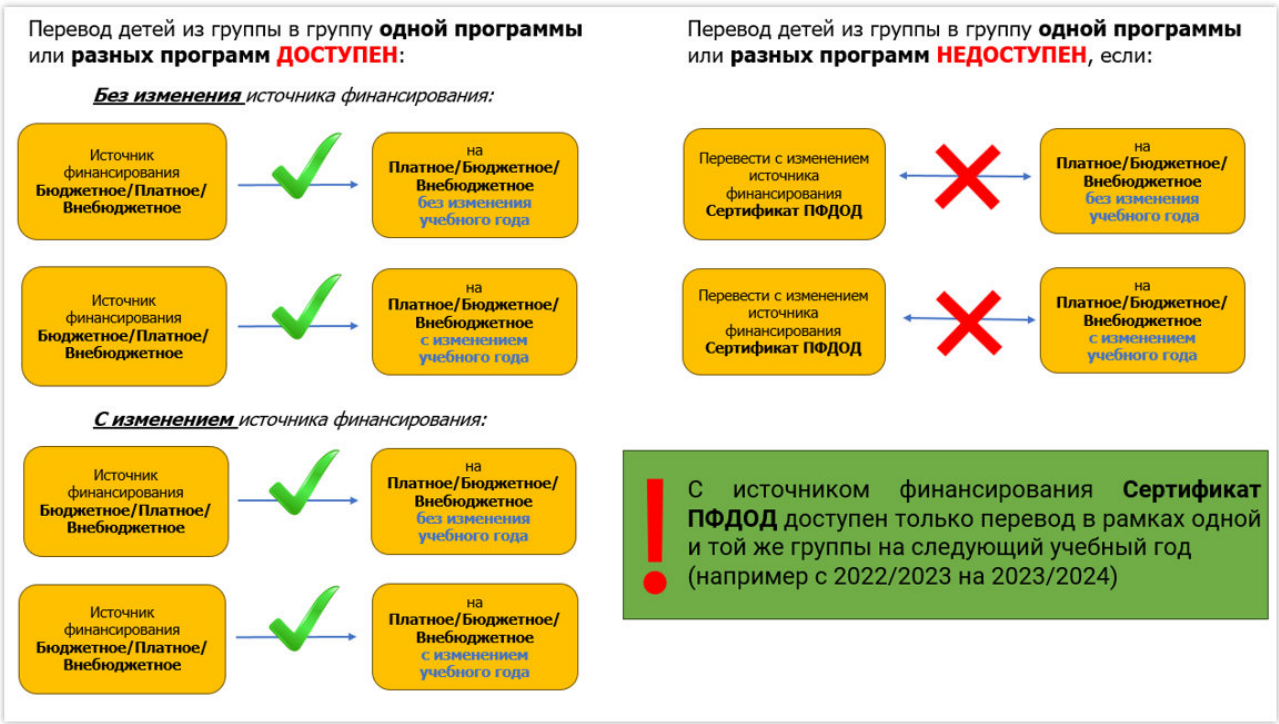 Перевод детей из группы в группу одной программы
или разных программ ДОСТУПЕН:
Без изменения источника финансирования:
Источник
финансирования
Бюджетное/Платное/
Внебюджетное
на
Платное/Бюджетное/
Внебюджетное
без изменения
учебного года
Источник
финансирования
Бюджетное/Платное/
Внебюджетное
на
Платное/Бюджетное/
Внебюджетное
с изменением
учебного года
С изменением источника финансирования:
Источник
финансирования
Бюджетное/Платное/
Внебюджетное
на
Платное/Бюджетное/
Внебюджетное
без изменения
учебного года
Источник
финансирования
Бюджетное/Платное/
Внебюджетное
на
Платное/Бюджетное/
Внебюджетное
с изменением
учебного года
Перевод детей из группы в группу одной программы
или разных программ НЕДОСТУПЕН, если:
Перевести с изменением
источника
финансирования
Сертификат ПФДОД
на
Платное/Бюджетное/
Внебюджетное
без изменения
учебного года
Перевести с изменением
источника
финансирования
Сертификат ПФДОД
на
Платное/Бюджетное/
Внебюджетное
с изменением
учебного года
!
С источником финансирования Сертификат
ПФДОД доступен только перевод в рамках одной
и той же группы на следующий учебный год
(например с 2022/2023 на 2023/2024)